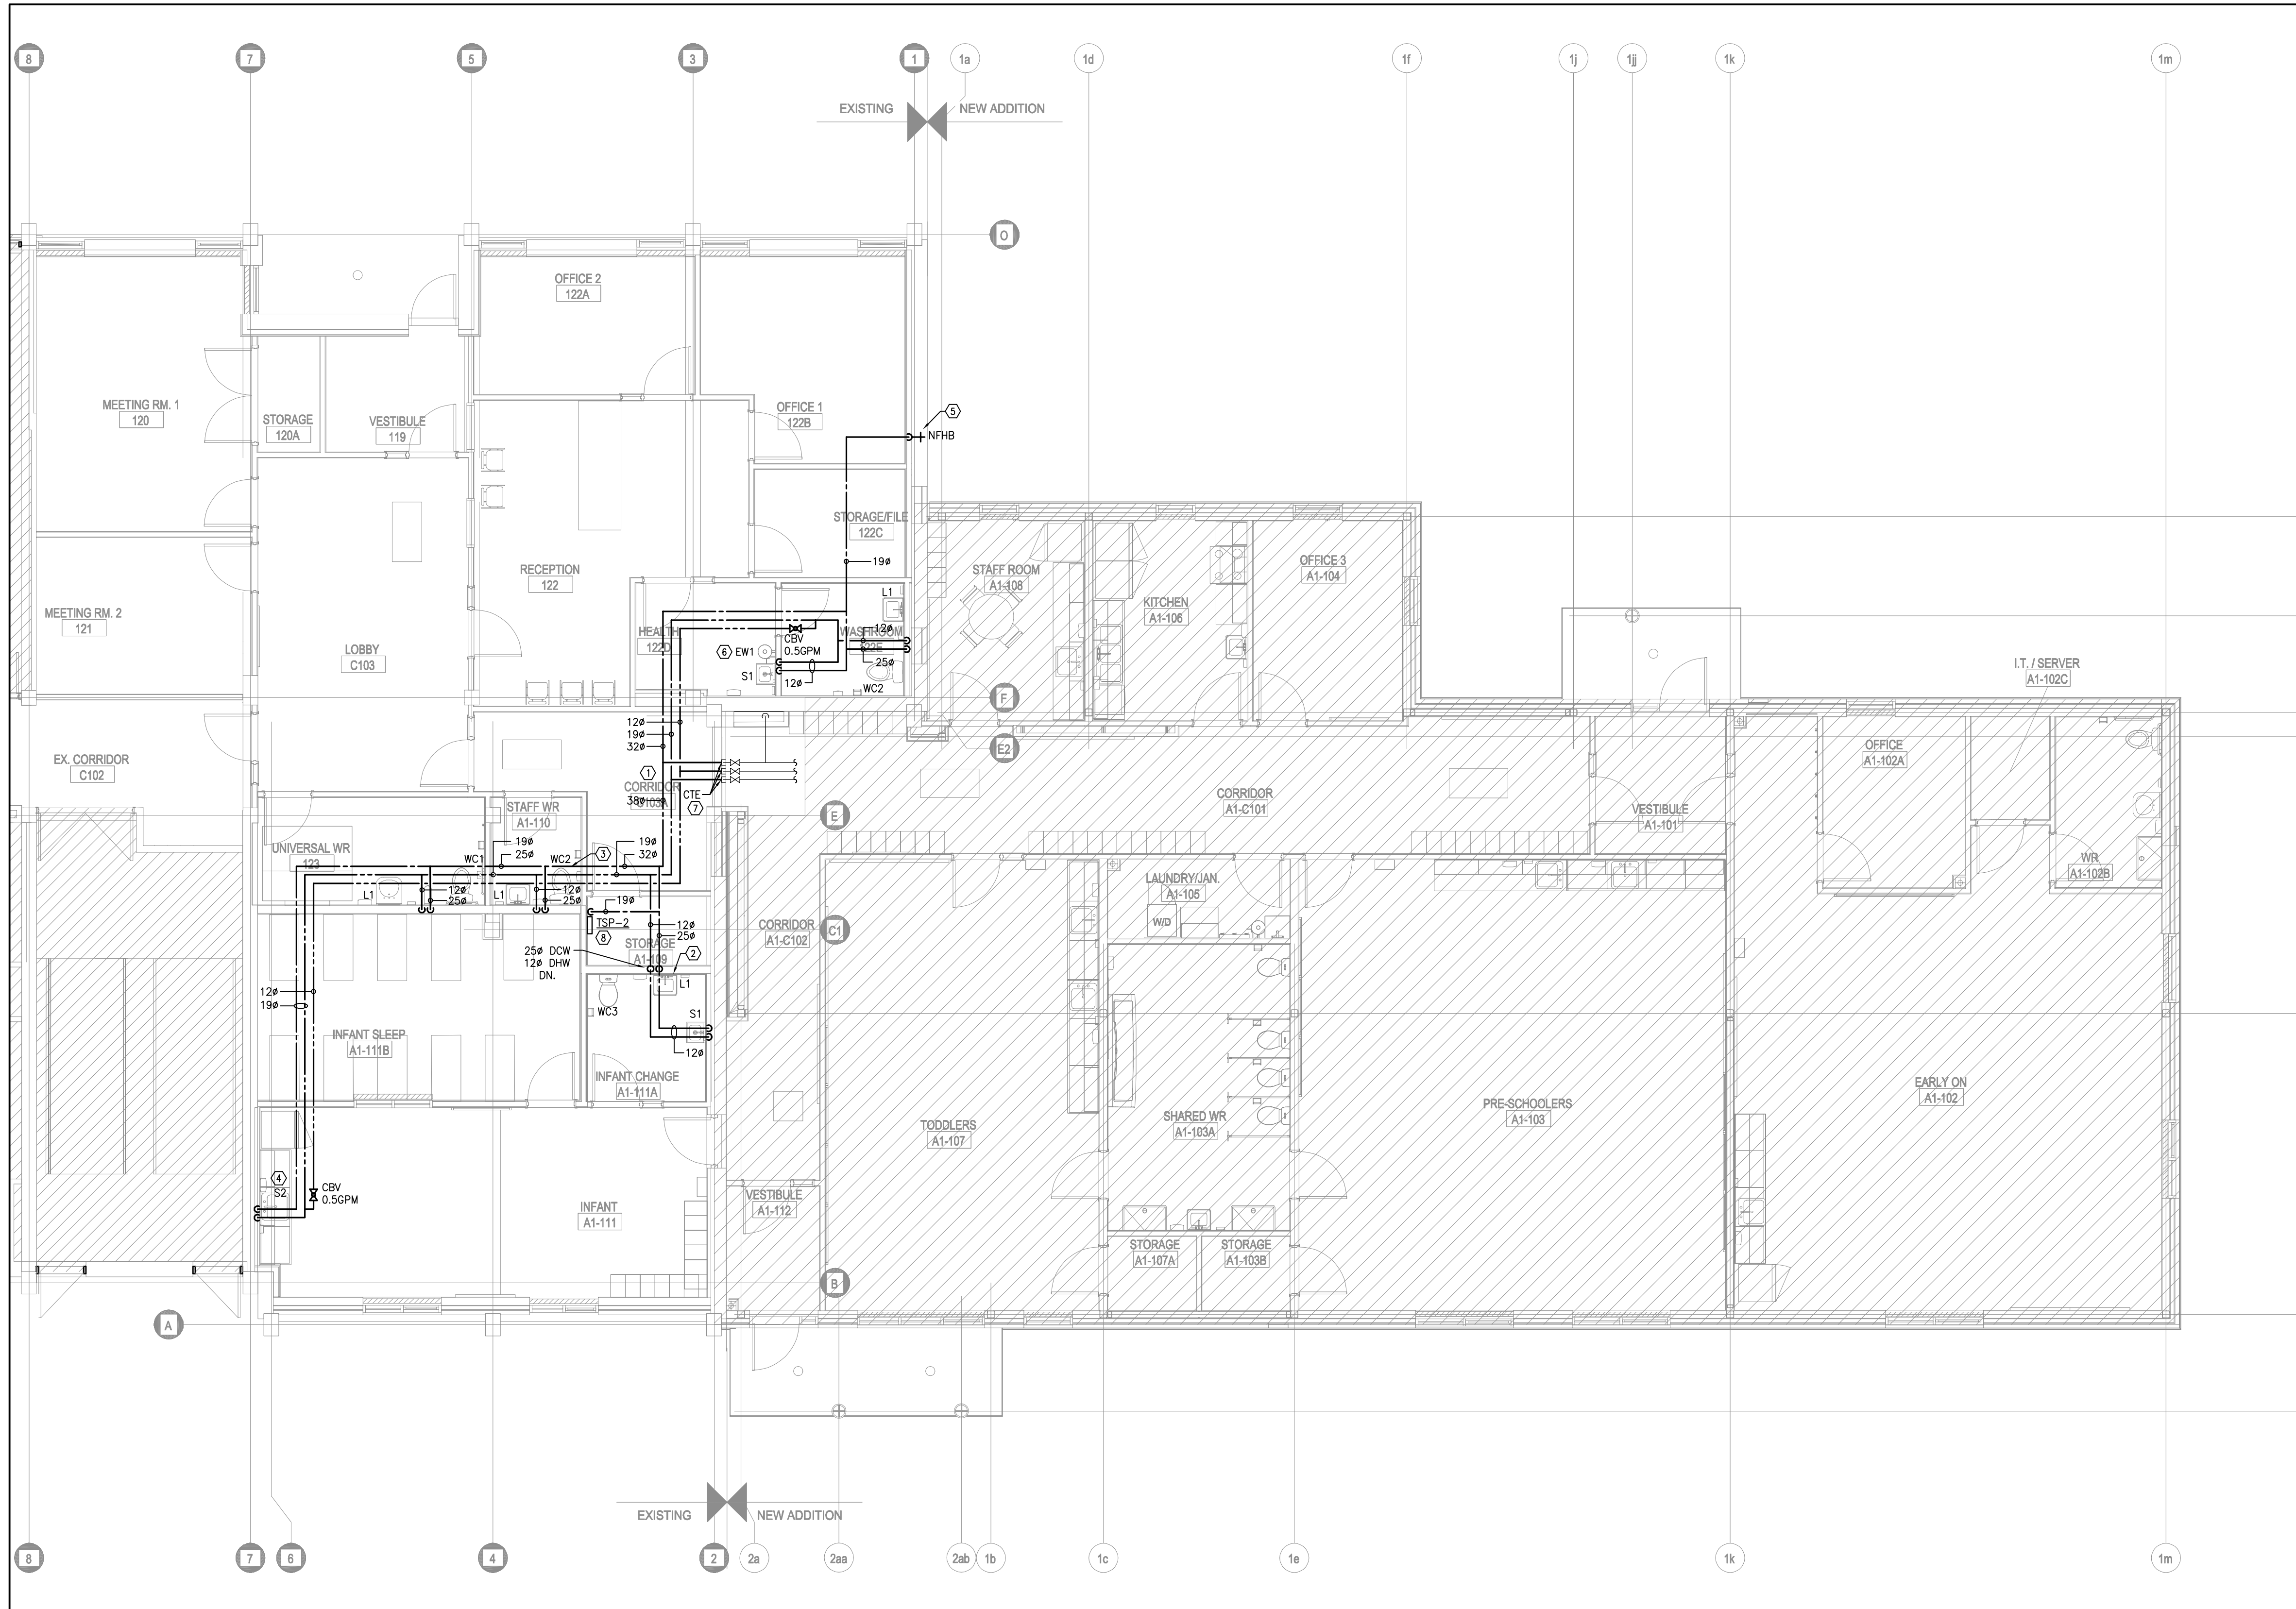 8
7
5
3
1
1a
1d
1f
1j
1jj
1k
1m
EXISTING
NEW ADDITION
O
OFFICE 2
122A
MEETING RM. 1
120
STORAGE
120A
VESTIBULE
119
OFFICE 1
122B
5
NFHB
STORAGE/FILE
122C
19ø
RECEPTION
122
STAFF ROOM
A1-108
OFFICE 3
A1-104
KITCHEN
A1-106
L1
MEETING RM. 2
121
LOBBY
C103
HEALTH
122D
CBV
0.5GPM
WASHROOM
122E
12ø
25ø
6
EW1
S1
12ø
WC2
I.T. / SERVER
A1-102C
F
12ø
19ø
32ø
E2
OFFICE
A1-102A
EX. CORRIDOR
C102
1
CORRIDOR
C103A
38ø
CTE
7
CORRIDOR
A1-C101
VESTIBULE
A1-101
E
STAFF WR
A1-110
UNIVERSAL WR
123
19ø
25ø
19ø
32ø
WC1
WC2
3
WR
A1-102B
L1
12ø
25ø
L1
12ø
25ø
LAUNDRY/JAN.
A1-105
W/D
19ø
TSP-2
8
12ø
25ø
CORRIDOR
A1-C102
C1
STORAGE
A1-109
25ø DCW
12ø DHW
DN.
2
L1
12ø
19ø
WC3
S1
INFANT SLEEP
A1-111B
12ø
INFANT CHANGE
A1-111A
EARLY ON
A1-102
PRE-SCHOOLERS
A1-103
SHARED WR
A1-103A
TODDLERS
A1-107
4
S2
CBV
0.5GPM
INFANT
A1-111
VESTIBULE
A1-112
STORAGE
A1-107A
STORAGE
A1-103B
B
A
EXISTING
NEW ADDITION
8
7
6
4
2
2a
2aa
2ab
1b
1c
1e
1k
1m